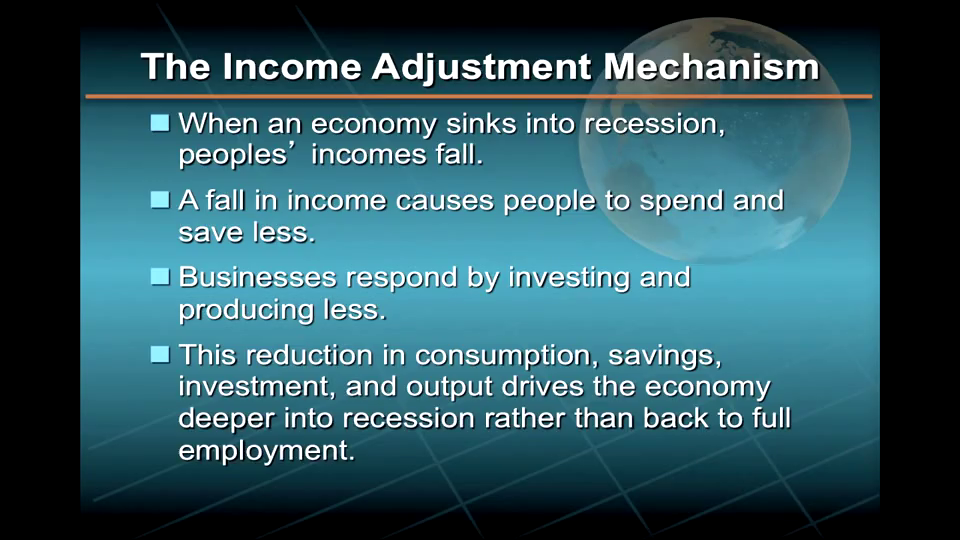 The Income Adjustment Mechanism
When an economy sinks into recession,
peoples’ incomes fall.
A fall in income causes people to spend and
save less.
Businesses respond by investing and
producing less.
This reduction in consumption, savings,
investment, and output drives the economy
deeper into recession rather than back to full
employment.